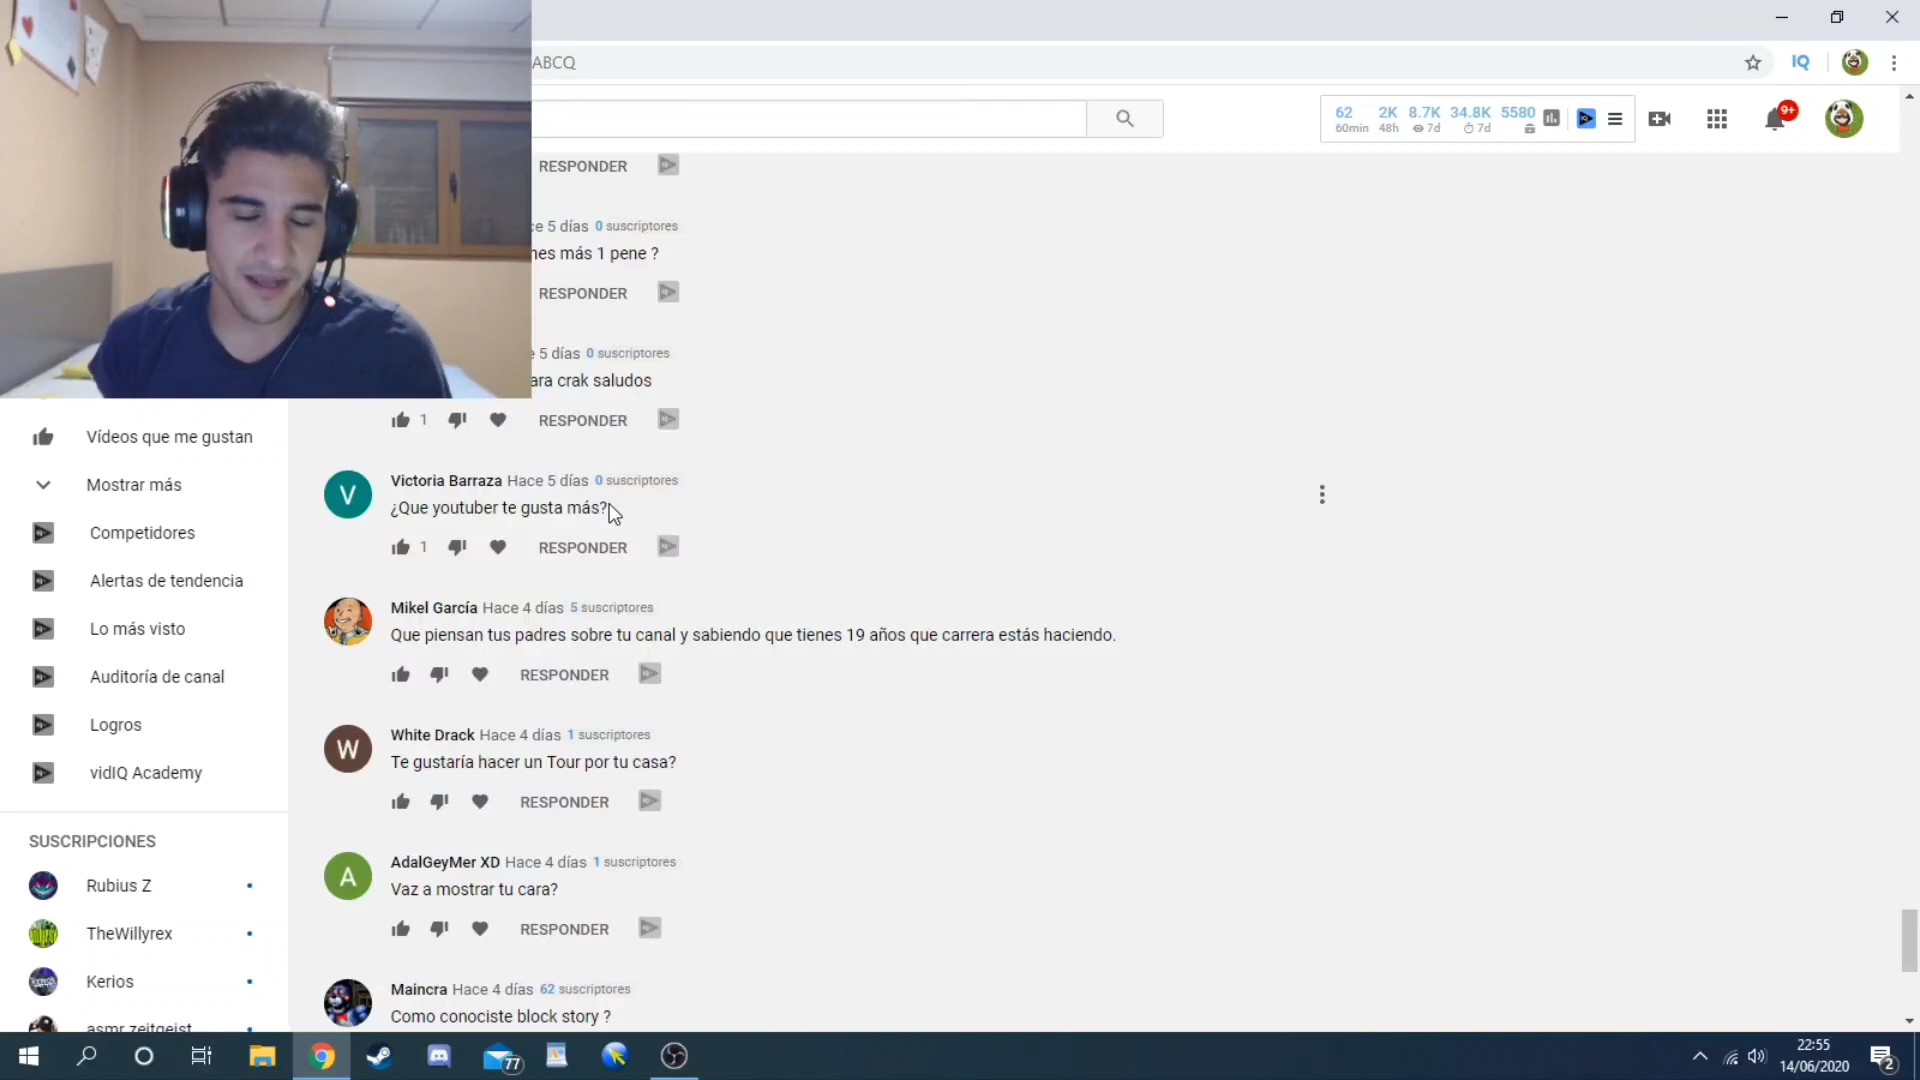 ABCQ
IQ
62 2K 8.7K 34.8K 5580
60min 48h 7d 7d
9+
RESPONDER
ce 5 días 0 suscriptores
nes más 1 pene ?
RESPONDER
e 5 días 0 suscriptores
ara crak saludos
1 RESPONDER
Victoria Barraza Hace 5 días 0 suscriptores
V
¿Que youtuber te gusta más?
1 RESPONDER
Mikel García Hace 4 días 5 suscriptores
Que piensan tus padres sobre tu canal y sabiendo que tienes 19 años que carrera estás haciendo.
RESPONDER
White Drack Hace 4 días 1 suscriptores
W
Te gustaría hacer un Tour por tu casa?
RESPONDER
AdalGeyMer XD Hace 4 días 1 suscriptores
A
Vaz a mostrar tu cara?
RESPONDER
Maincra Hace 4 días 62 suscriptores
Como conociste block story ?
Vídeos que me gustan
Mostrar más
Competidores
Alertas de tendencia
Lo más visto
Auditoría de canal
Logros
vidIQ Academy
SUSCRIPCIONES
Rubius Z
TheWillyrex
Kerios
asmr zeitgeist
77
22:55
14/06/2020
2